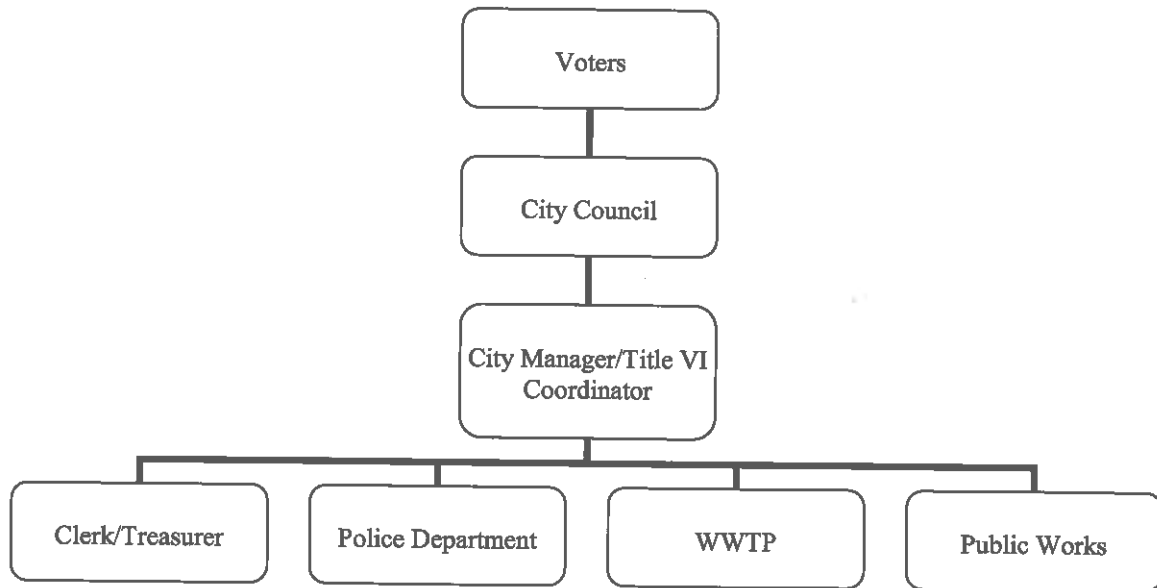 Voters
City Council
City Manager/Title VI
Coordinator
Clerk/Treasurer
Police Department
WWTP
Public Works